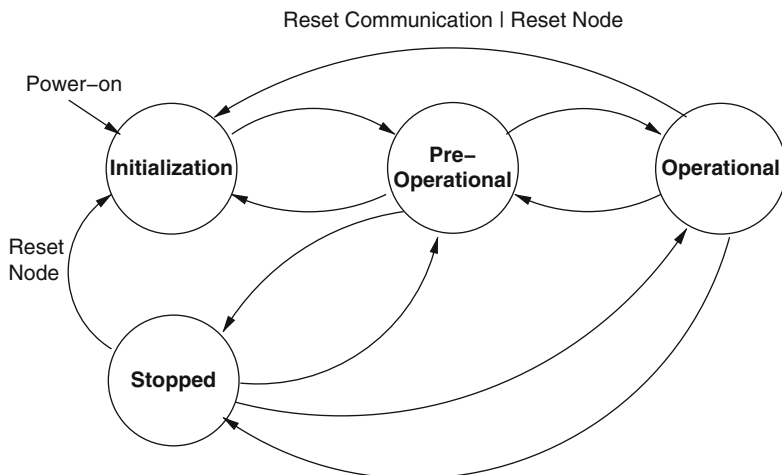 Reset Communication | Reset Node
Power–on
Initialization
Pre–
Operational
Operational
Reset
Node
Stopped